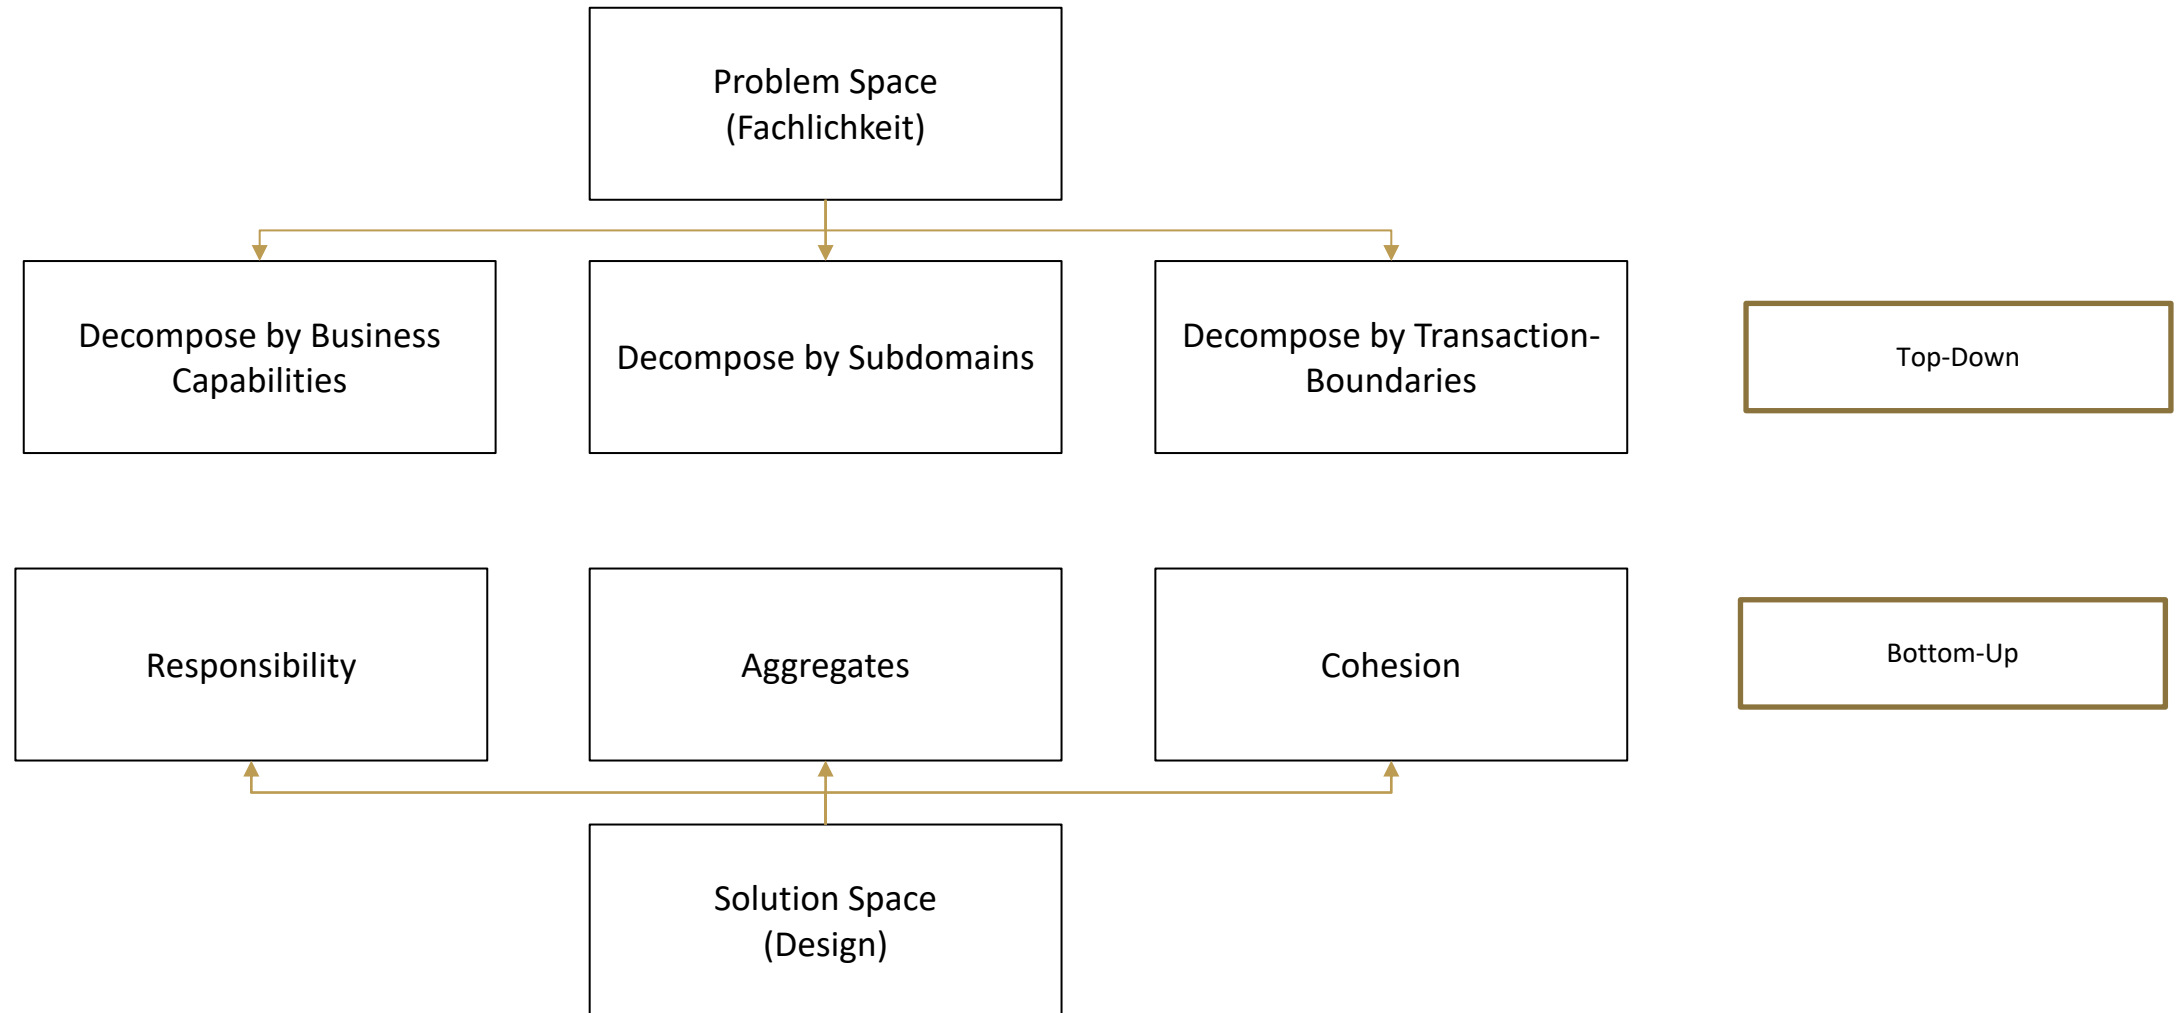 Problem Space
(Fachlichkeit)
Decompose by Business
Capabilities
Decompose by Subdomains
Decompose by Transaction-
Boundaries
Top-Down
Responsibility
Aggregates
Cohesion
Bottom-Up
Solution Space
(Design)